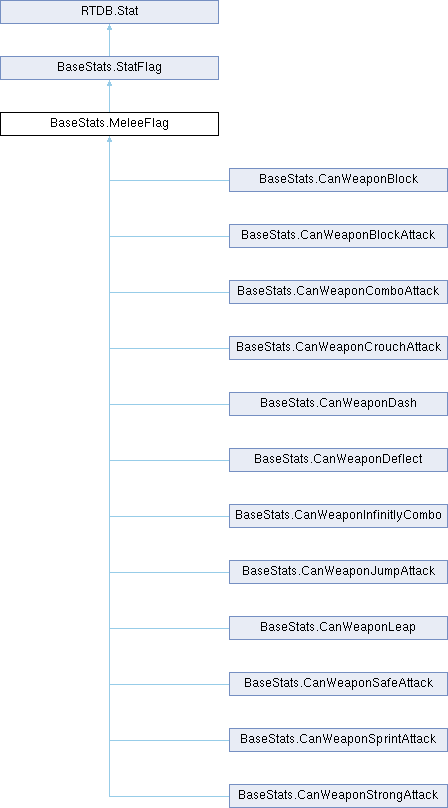 RTDB.Stat
BaseStats.StatFlag
BaseStats.MeleeFlag
BaseStats.CanWeaponBlock
BaseStats.CanWeaponBlockAttack
BaseStats.CanWeaponComboAttack
BaseStats.CanWeaponCrouchAttack
BaseStats.CanWeaponDash
BaseStats.CanWeaponDeflect
BaseStats.CanWeaponInfinitlyCombo
BaseStats.CanWeaponJumpAttack
BaseStats.CanWeaponLeap
BaseStats.CanWeaponSafeAttack
BaseStats.CanWeaponSprintAttack
BaseStats.CanWeaponStrongAttack